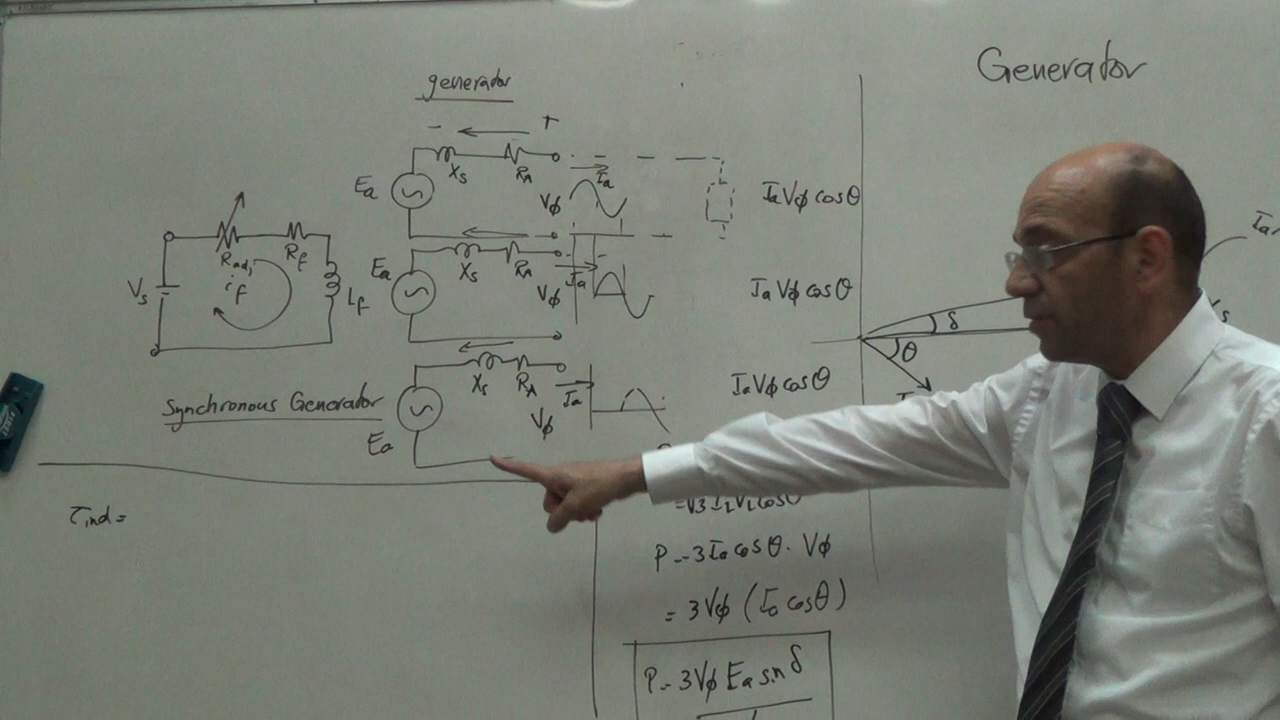 Generator
generador
- +
Xs RA
Ea Vϕ Ia IaVϕ cosθ
Radj Rf
Vs if Lf
Xs RA
Ea Vϕ Ia IaVϕ cosθ
δ
θ
Xs RA
Ea Vϕ Ia IaVϕ cosθ
Synchronous Generator
τind =
=√3 ILVL cosθ
P = 3Ia cosθ · Vϕ
= 3Vϕ (Ia cosθ)
P = 3Vϕ Ea sin δ